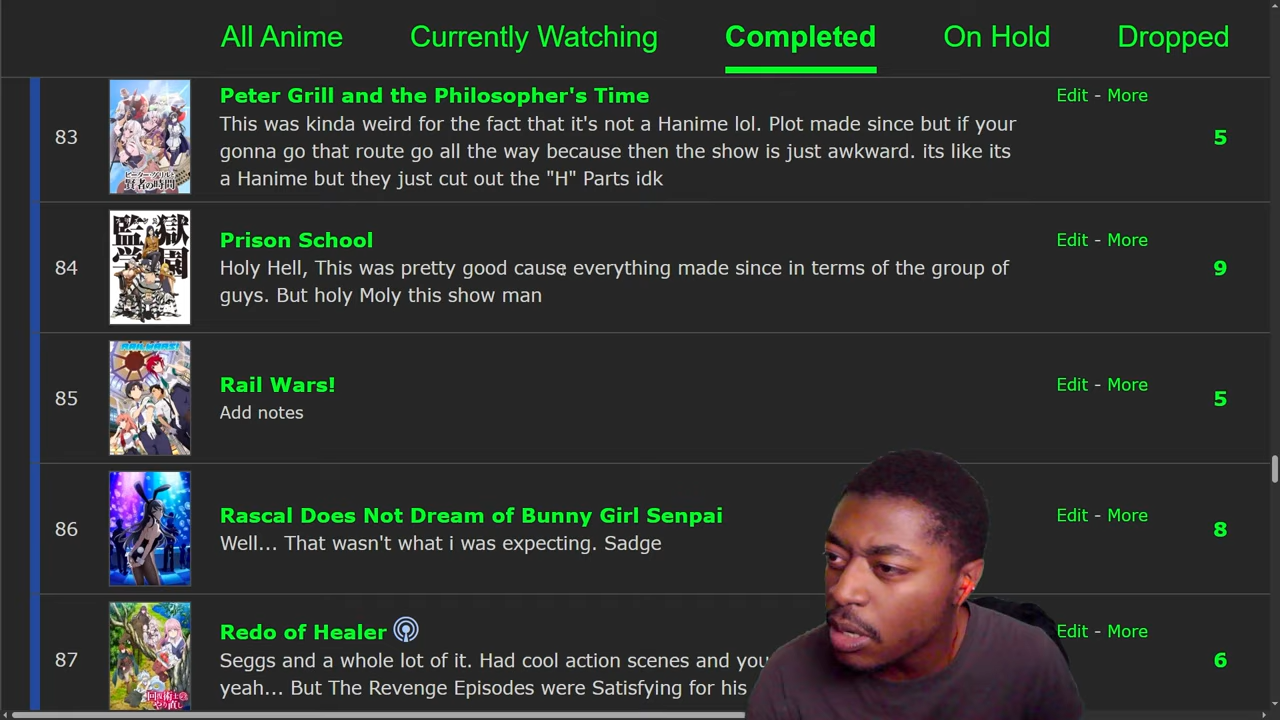 All Anime Currently Watching Completed On Hold Dropped
83
Peter Grill and the Philosopher's Time
Edit - More
This was kinda weird for the fact that it's not a Hanime lol. Plot made since but if your
gonna go that route go all the way because then the show is just awkward. its like its
a Hanime but they just cut out the "H" Parts idk
5
84
監獄
学園
Prison School
Edit - More
Holy Hell, This was pretty good cause everything made since in terms of the group of
guys. But holy Moly this show man
9
85
RAIL WARS!
Rail Wars!
Edit - More
Add notes
5
86
Rascal Does Not Dream of Bunny Girl Senpai
Edit - More
Well... That wasn't what i was expecting. Sadge
8
87
Redo of Healer
Edit - More
Seggs and a whole lot of it. Had cool action scenes and you
yeah... But The Revenge Episodes were Satisfying for his
6